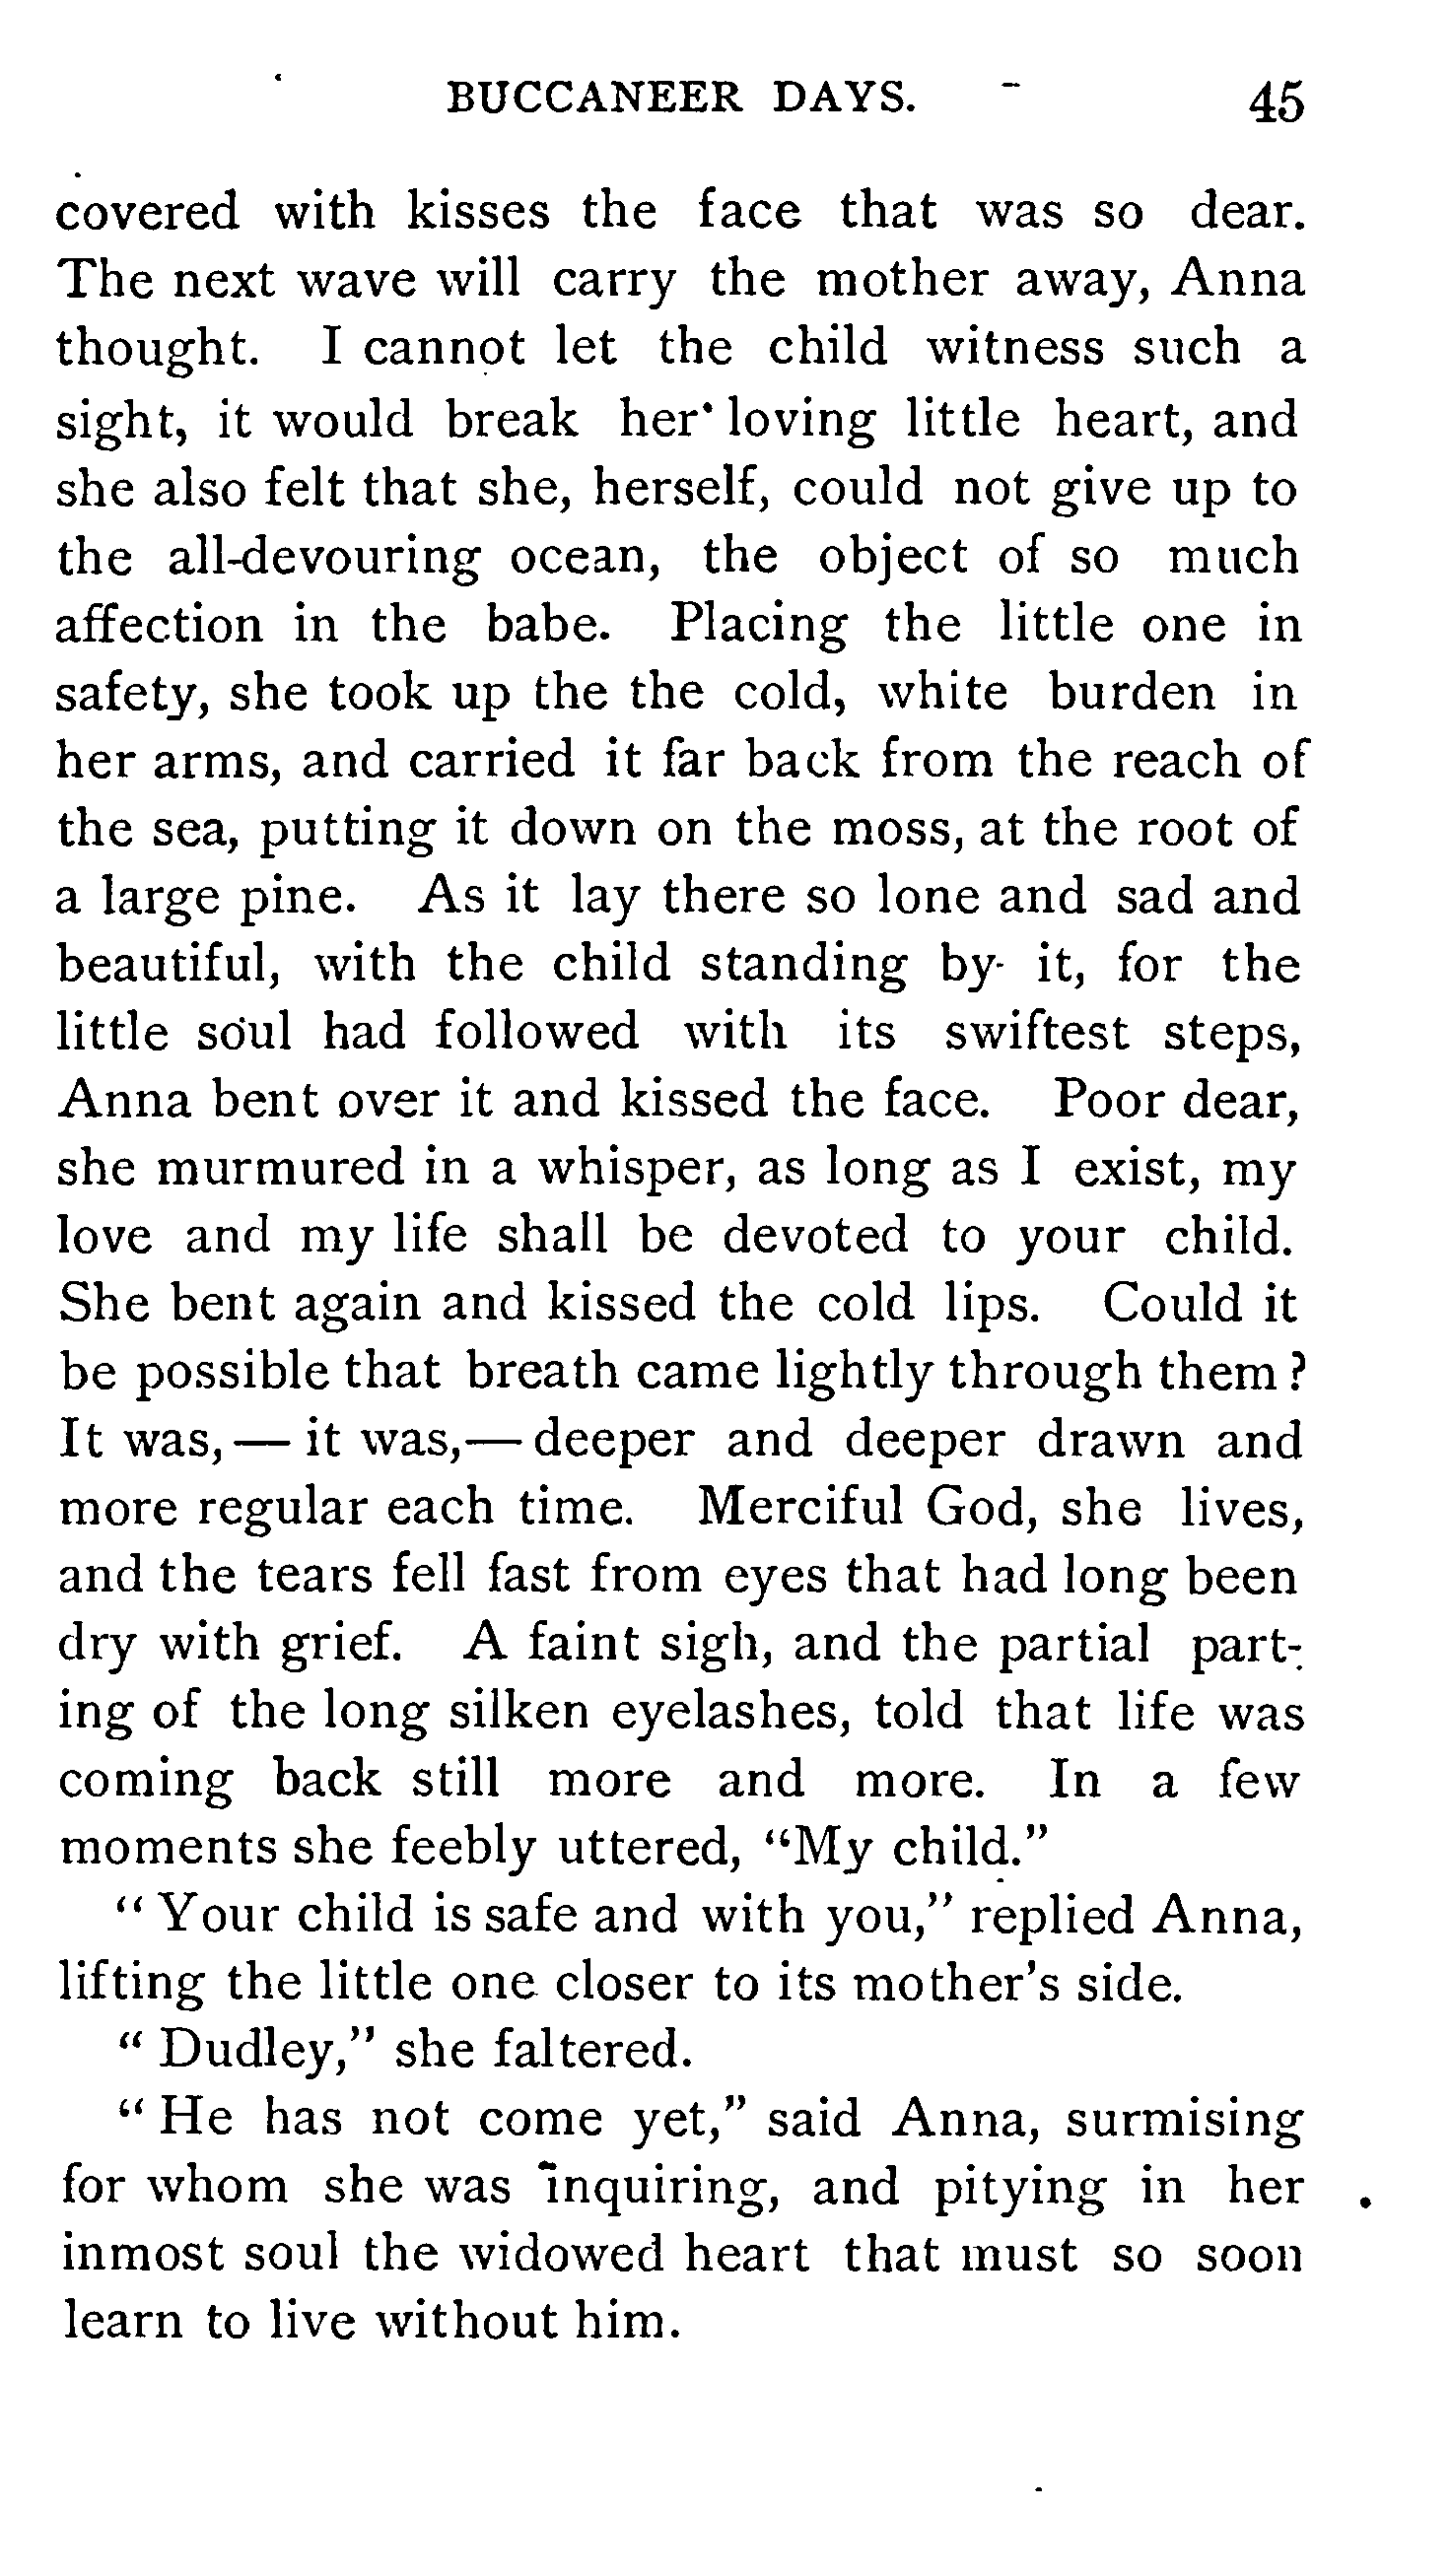 BUCCANEER DAYS. 45
covered with kisses the face that was so dear.
The next wave will carry the mother away, Anna
thought. I cannot let the child witness such a
sight, it would break her loving little heart, and
she also felt that she, herself, could not give up to
the all-devouring ocean, the object of so much
affection in the babe. Placing the little one in
safety, she took up the the cold, white burden in
her arms, and carried it far back from the reach of
the sea, putting it down on the moss, at the root of
a large pine. As it lay there so lone and sad and
beautiful, with the child standing by it, for the
little soul had followed with its swiftest steps,
Anna bent over it and kissed the face. Poor dear,
she murmured in a whisper, as long as I exist, my
love and my life shall be devoted to your child.
She bent again and kissed the cold lips. Could it
be possible that breath came lightly through them?
It was,— it was,— deeper and deeper drawn and
more regular each time. Merciful God, she lives,
and the tears fell fast from eyes that had long been
dry with grief. A faint sigh, and the partial part-
ing of the long silken eyelashes, told that life was
coming back still more and more. In a few
moments she feebly uttered, "My child."
"Your child is safe and with you," replied Anna,
lifting the little one closer to its mother's side.
"Dudley," she faltered.
"He has not come yet," said Anna, surmising
for whom she was inquiring, and pitying in her
inmost soul the widowed heart that must so soon
learn to live without him.